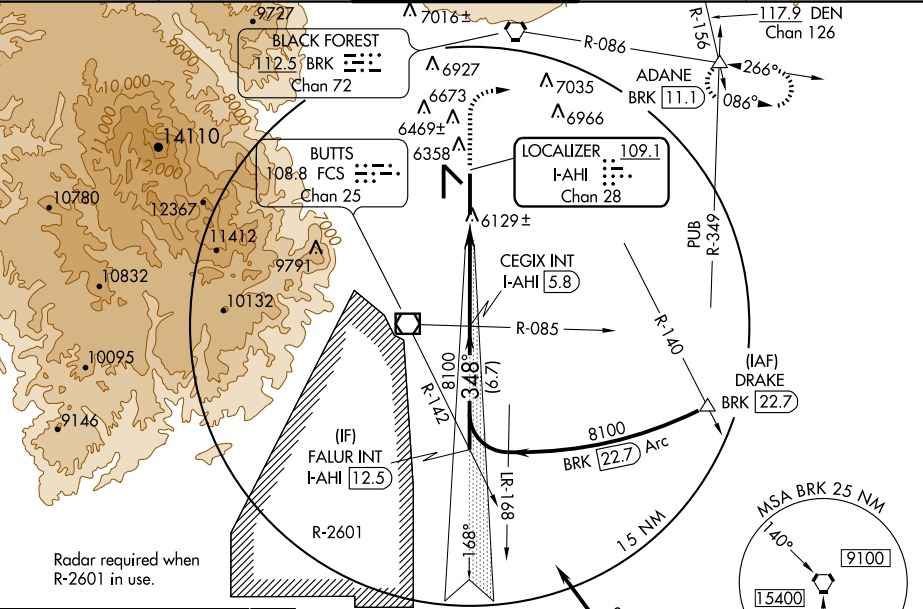 9727
7016±
R-156
117.9 DEN
Chan 126
BLACK FOREST
112.5 BRK
Chan 72
R-086
266°
086°
ADANE
BRK 11.1
6927
7035
10,000
14110
12,000
6673
6469±
6966
6358
BUTTS
108.8 FCS
Chan 25
LOCALIZER 109.1
I-AHI
Chan 28
10780
12367
11412
9791
6129±
PUB
R-349
10832
10132
CEGIX INT
I-AHI 5.8
R-085
R-140
10095
8100
348°
(6.7)
R-142
(IAF)
DRAKE
BRK 22.7
9146
(IF)
FALUR INT
I-AHI 12.5
8100
BRK 22.7 Arc
LR-168
168°
R-2601
15 NM
Radar required when
R-2601 in use.
MSA BRK 25 NM
140°
9100
15400